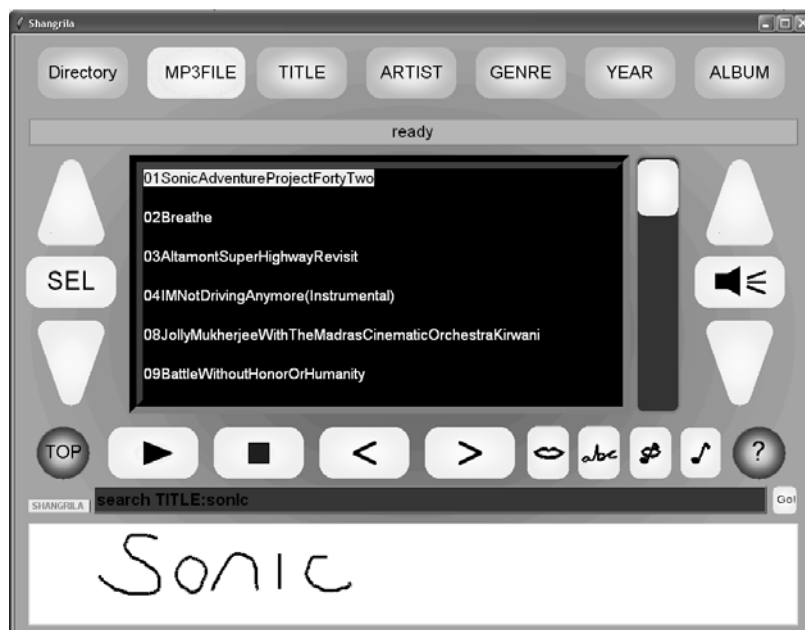 Shangrila
Directory MP3FILE TITLE ARTIST GENRE YEAR ALBUM
ready
01SonicAdventureProjectFortyTwo
02Breathe
03AltamontSuperHighwayRevisit
SEL
04IMNotDrivingAnymore(Instrumental)
08JollyMukherjeeWithTheMadrasCinematicOrchestraKirwani
09BattleWithoutHonorOrHumanity
TOP < > abc ?
SHANGRILA search TITLE:sonIc Go!
SonIc